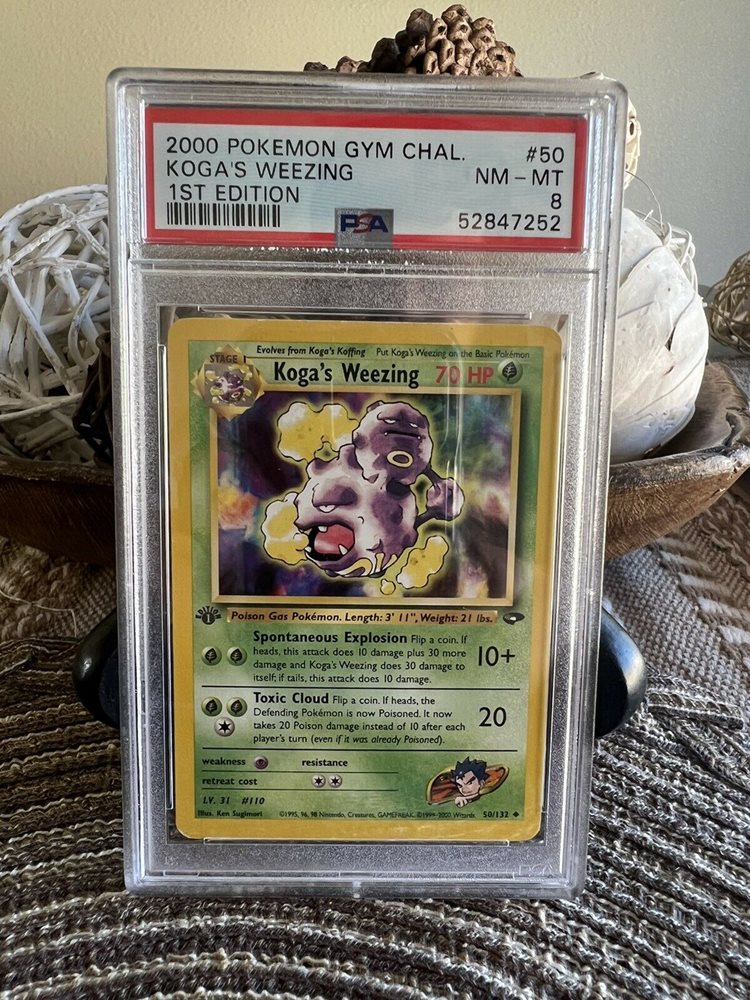 2000 POKEMON GYM CHAL. #50
KOGA'S WEEZING NM - MT
1ST EDITION 8
PSA 52847252
Evolves from Koga's Koffing Put Koga's Weezing on the Basic Pokémon
STAGE 1
Koga's Weezing 70 HP
EDITION
1
Poison Gas Pokémon. Length: 3' 11", Weight: 21 lbs.
Spontaneous Explosion Flip a coin. If
heads, this attack does 10 damage plus 30 more
damage and Koga's Weezing does 30 damage to
itself; if tails, this attack does 10 damage.
10+
Toxic Cloud Flip a coin. If heads, the
Defending Pokémon is now Poisoned. It now
takes 20 Poison damage instead of 10 after each
player's turn (even if it was already Poisoned).
20
weakness resistance
retreat cost
LV. 31 #110
Illus. Ken Sugimori ©1995, 96, 98 Nintendo, Creatures, GAMEFREAK. ©1999-2000 Wizards. 50/132